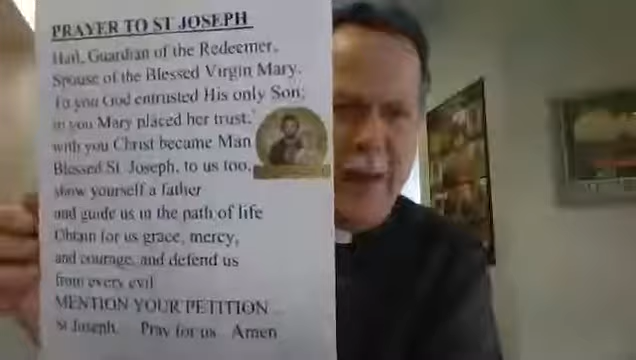 PRAYER TO ST JOSEPH
Hail, Guardian of the Redeemer,
Spouse of the Blessed Virgin Mary.
To you God entrusted His only Son;
in you Mary placed her trust;
with you Christ became Man
Blessed St. Joseph, to us too,
show yourself a father
and guide us in the path of life
Obtain for us grace, mercy,
and courage, and defend us
from every evil
MENTION YOUR PETITION
St Joseph. Pray for us Amen